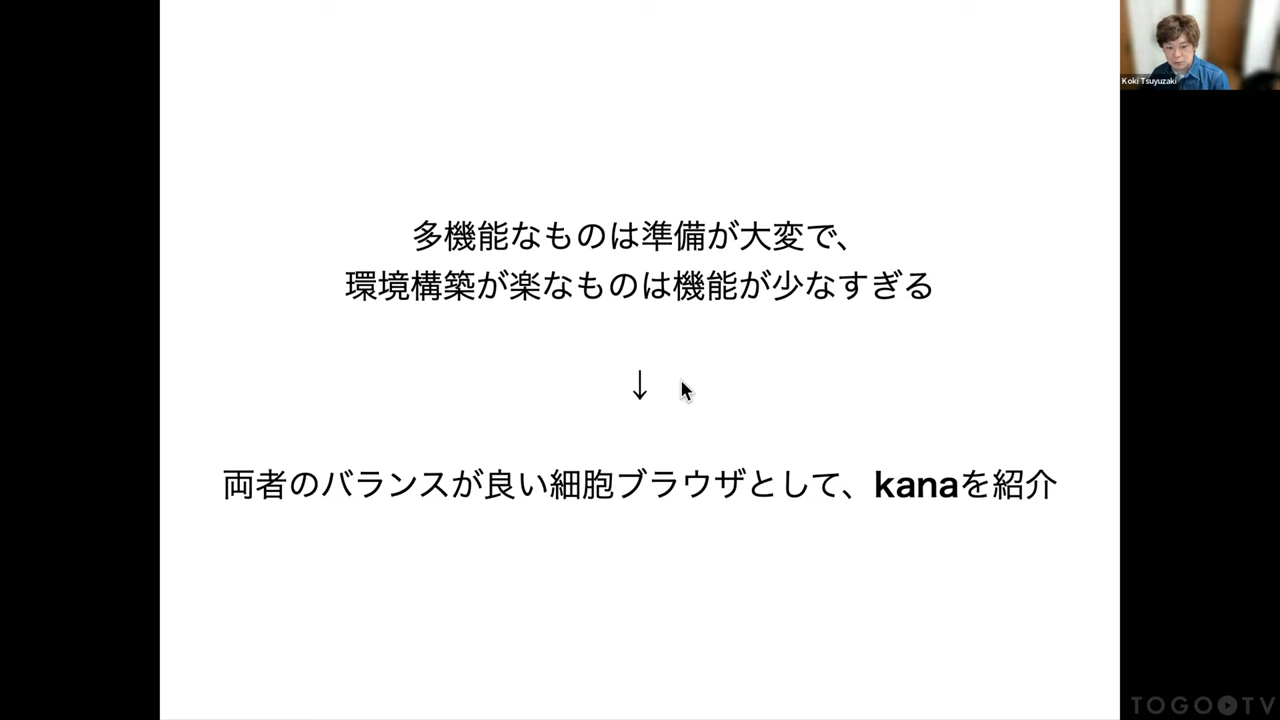 Koki Tsuyuzaki
多機能なものは準備が大変で、
環境構築が楽なものは機能が少なすぎる
↓
両者のバランスが良い細胞ブラウザとして、kanaを紹介
TOGOTV